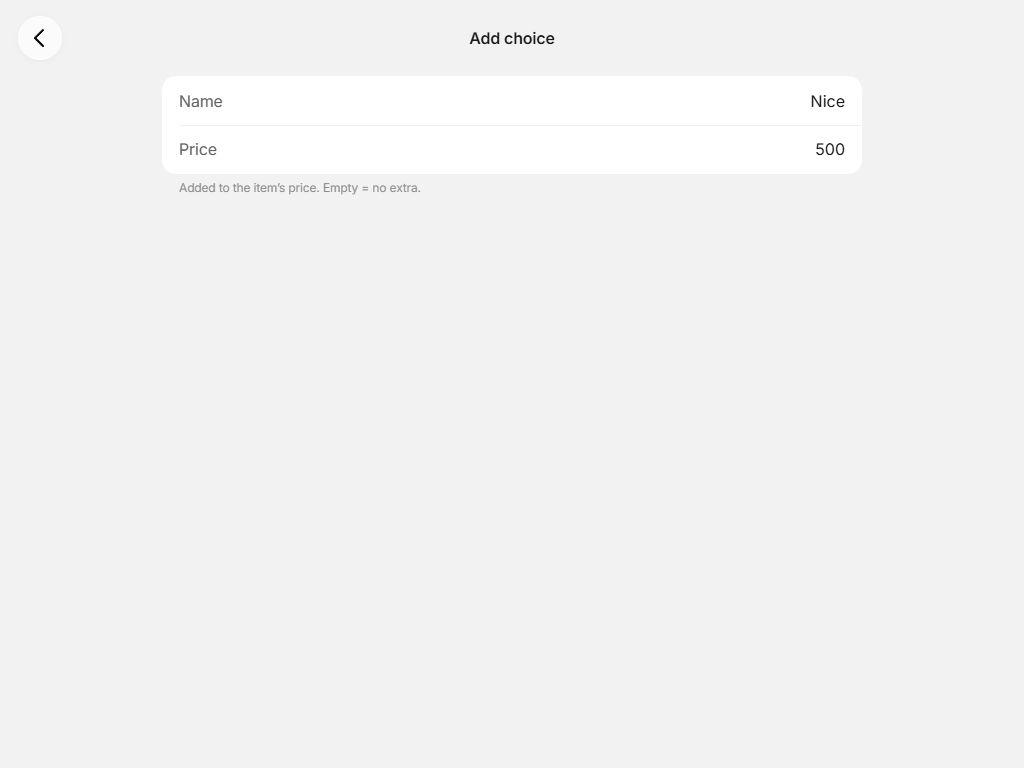 Add choice
Name Nice
Price 500
Added to the item’s price. Empty = no extra.